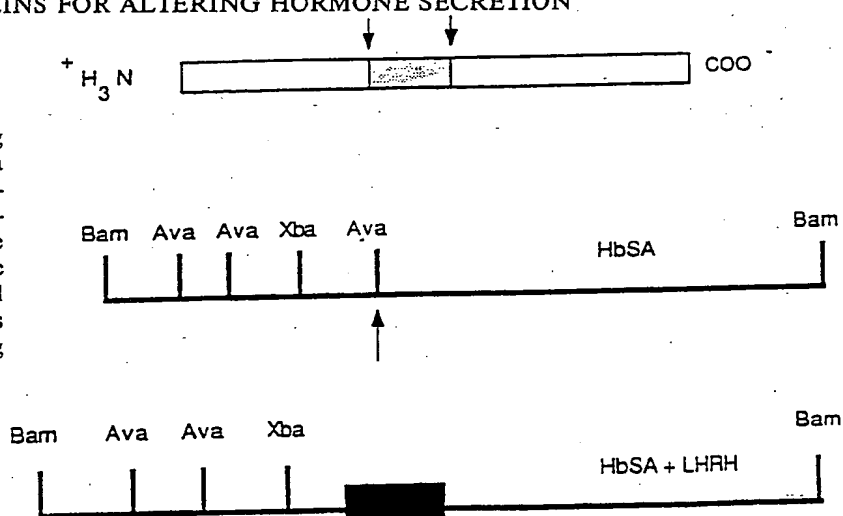 FOR ALTERING HORMONE SECRETION
+ H3N COO -
Bam Ava Ava Xba Ava HbSA Bam
Bam Ava Ava Xba HbSA + LHRH Bam